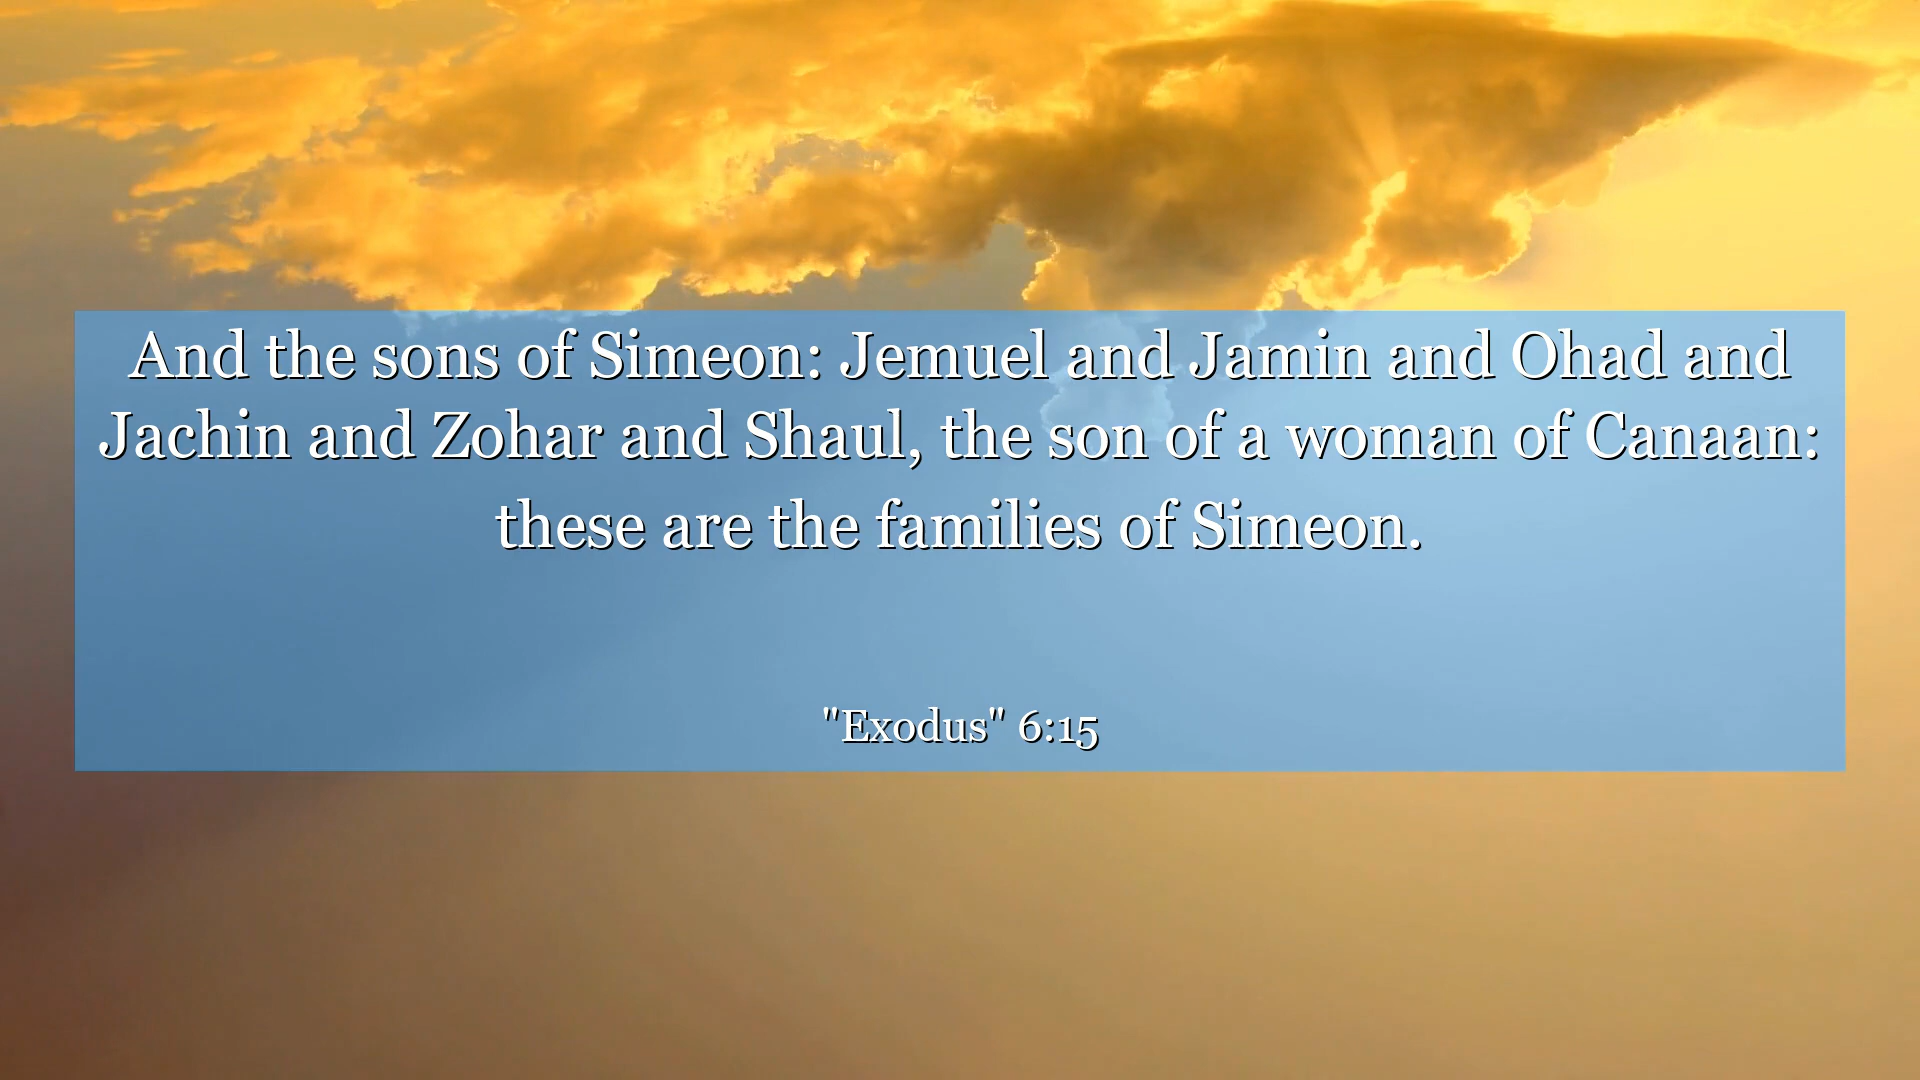 And the sons of Simeon: Jemuel and Jamin and Ohad and
Jachin and Zohar and Shaul, the son of a woman of Canaan:
these are the families of Simeon.
"Exodus" 6:15